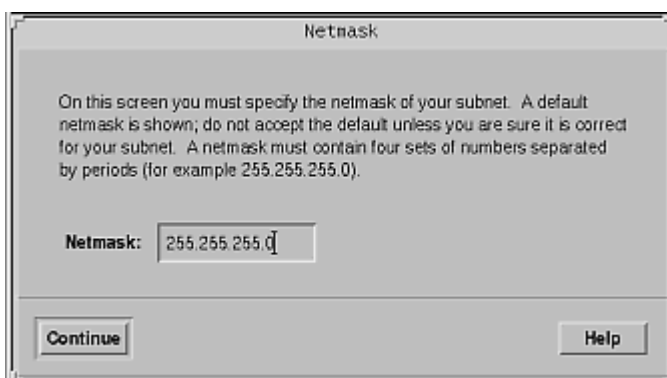 Netmask
On this screen you must specify the netmask of your subnet. A default
netmask is shown; do not accept the default unless you are sure it is correct
for your subnet. A netmask must contain four sets of numbers separated
by periods (for example 255.255.255.0).
Netmask: 255.255.255.0
Continue Help